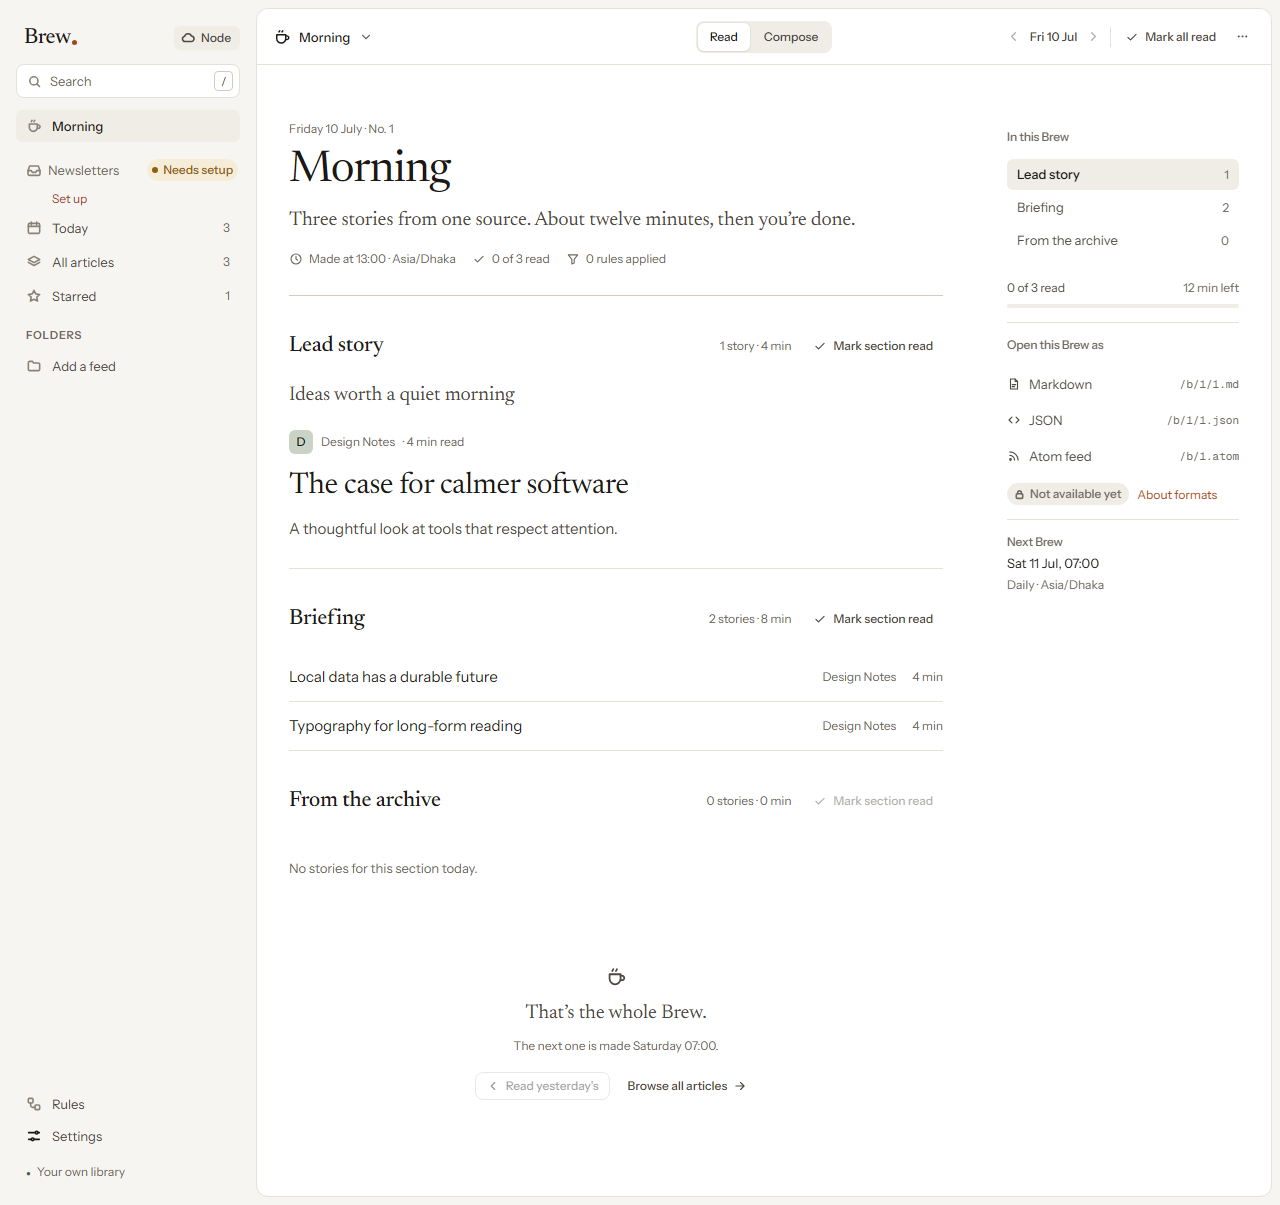 Brew.
Node
Search
/
Morning
Newsletters
Needs setup
Set up
Today 3
All articles 3
Starred 1
FOLDERS
Add a feed
Rules
Settings
Your own library
Morning
Read
Compose
Fri 10 Jul
Mark all read
Friday 10 July · No. 1
Morning
Three stories from one source. About twelve minutes, then you’re done.
Made at 13:00 · Asia/Dhaka
0 of 3 read
0 rules applied
Lead story
1 story · 4 min
Mark section read
Ideas worth a quiet morning
D
Design Notes · 4 min read
The case for calmer software
A thoughtful look at tools that respect attention.
Briefing
2 stories · 8 min
Mark section read
Local data has a durable future
Design Notes 4 min
Typography for long-form reading
Design Notes 4 min
From the archive
0 stories · 0 min
Mark section read
No stories for this section today.
That’s the whole Brew.
The next one is made Saturday 07:00.
Read yesterday’s
Browse all articles
In this Brew
Lead story 1
Briefing 2
From the archive 0
0 of 3 read
12 min left
Open this Brew as
Markdown /b/1/1.md
JSON /b/1/1.json
Atom feed /b/1.atom
Not available yet
About formats
Next Brew
Sat 11 Jul, 07:00
Daily · Asia/Dhaka